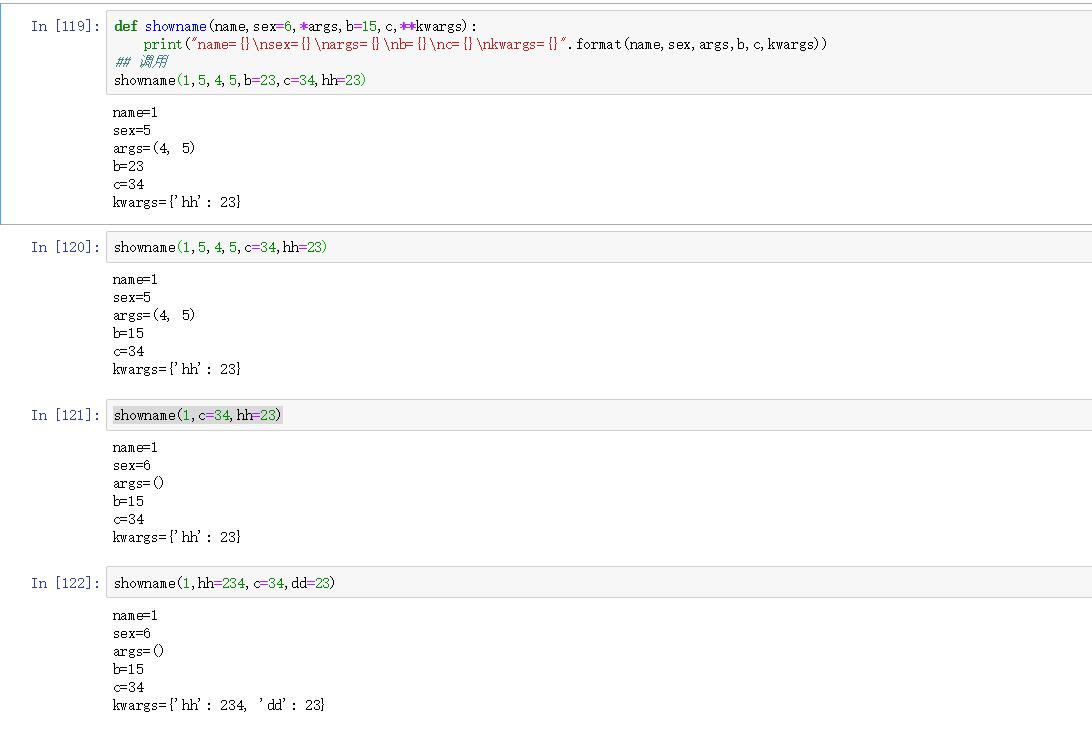 In [119]: def showname(name,sex=6,*args,b=15,c,**kwargs):
    print("name={}\nsex={}\nargs={}\nb={}\nc={}\nkwargs={}".format(name,sex,args,b,c,kwargs))
## 调用
showname(1,5,4,5,b=23,c=34,hh=23)
name=1
sex=5
args=(4, 5)
b=23
c=34
kwargs={'hh': 23}
In [120]: showname(1,5,4,5,c=34,hh=23)
name=1
sex=5
args=(4, 5)
b=15
c=34
kwargs={'hh': 23}
In [121]: showname(1,c=34,hh=23)
name=1
sex=6
args=()
b=15
c=34
kwargs={'hh': 23}
In [122]: showname(1,hh=234,c=34,dd=23)
name=1
sex=6
args=()
b=15
c=34
kwargs={'hh': 234, 'dd': 23}